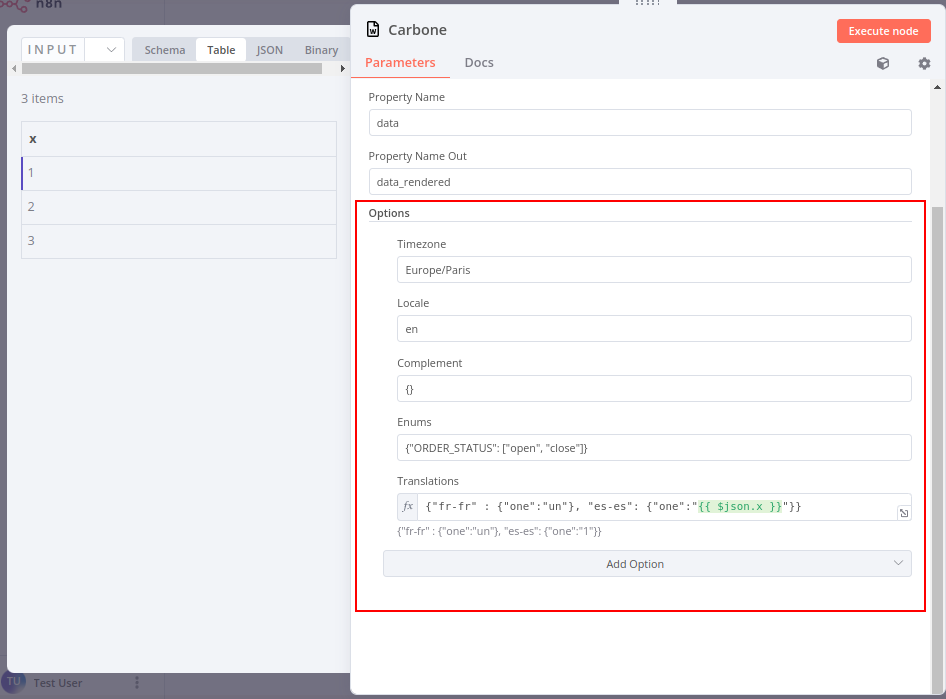 n8n
INPUT
Schema
Table
JSON
Binary
3 items
x
1
2
3
TU
Test User
Carbone
Execute node
Parameters
Docs
Property Name
data
Property Name Out
data_rendered
Options
Timezone
Europe/Paris
Locale
en
Complement
{}
Enums
{"ORDER_STATUS": ["open", "close"]}
Translations
fx {"fr-fr" : {"one":"un"}, "es-es": {"one":"{{ $json.x }}"}}
{"fr-fr" : {"one":"un"}, "es-es": {"one":"1"}}
Add Option